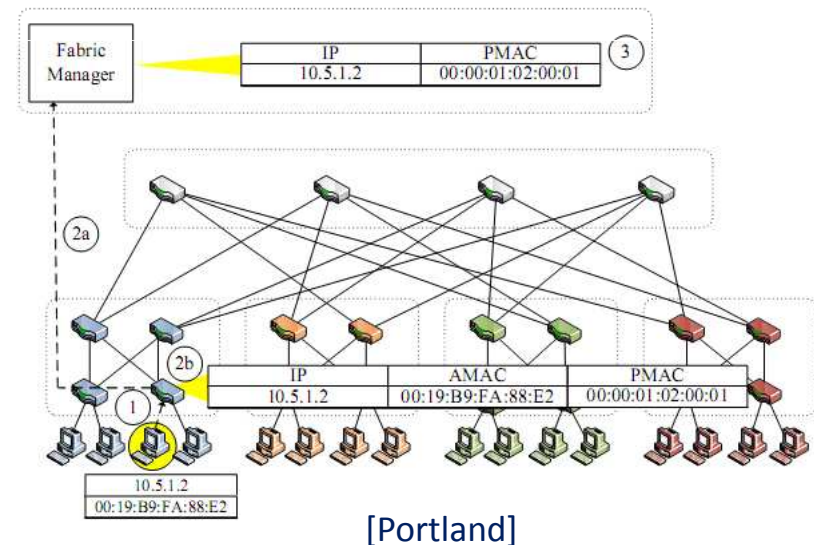 Fabric
Manager
IP PMAC
10.5.1.2 00:00:01:02:00:01
3
2a
2b
IP AMAC PMAC
10.5.1.2 00:19:B9:FA:88:E2 00:00:01:02:00:01
1
10.5.1.2
00:19:B9:FA:88:E2
[Portland]